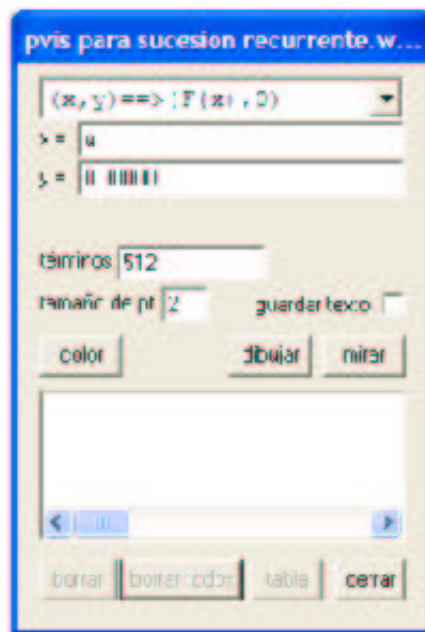 pvis para sucesion recurrente.w...
(x,y)==>(F(x),0)
x = u
y =
términos 512
tamaño de pt 2 guardar texto
color dibujar mirar
borrar borrar todos tabla cerrar